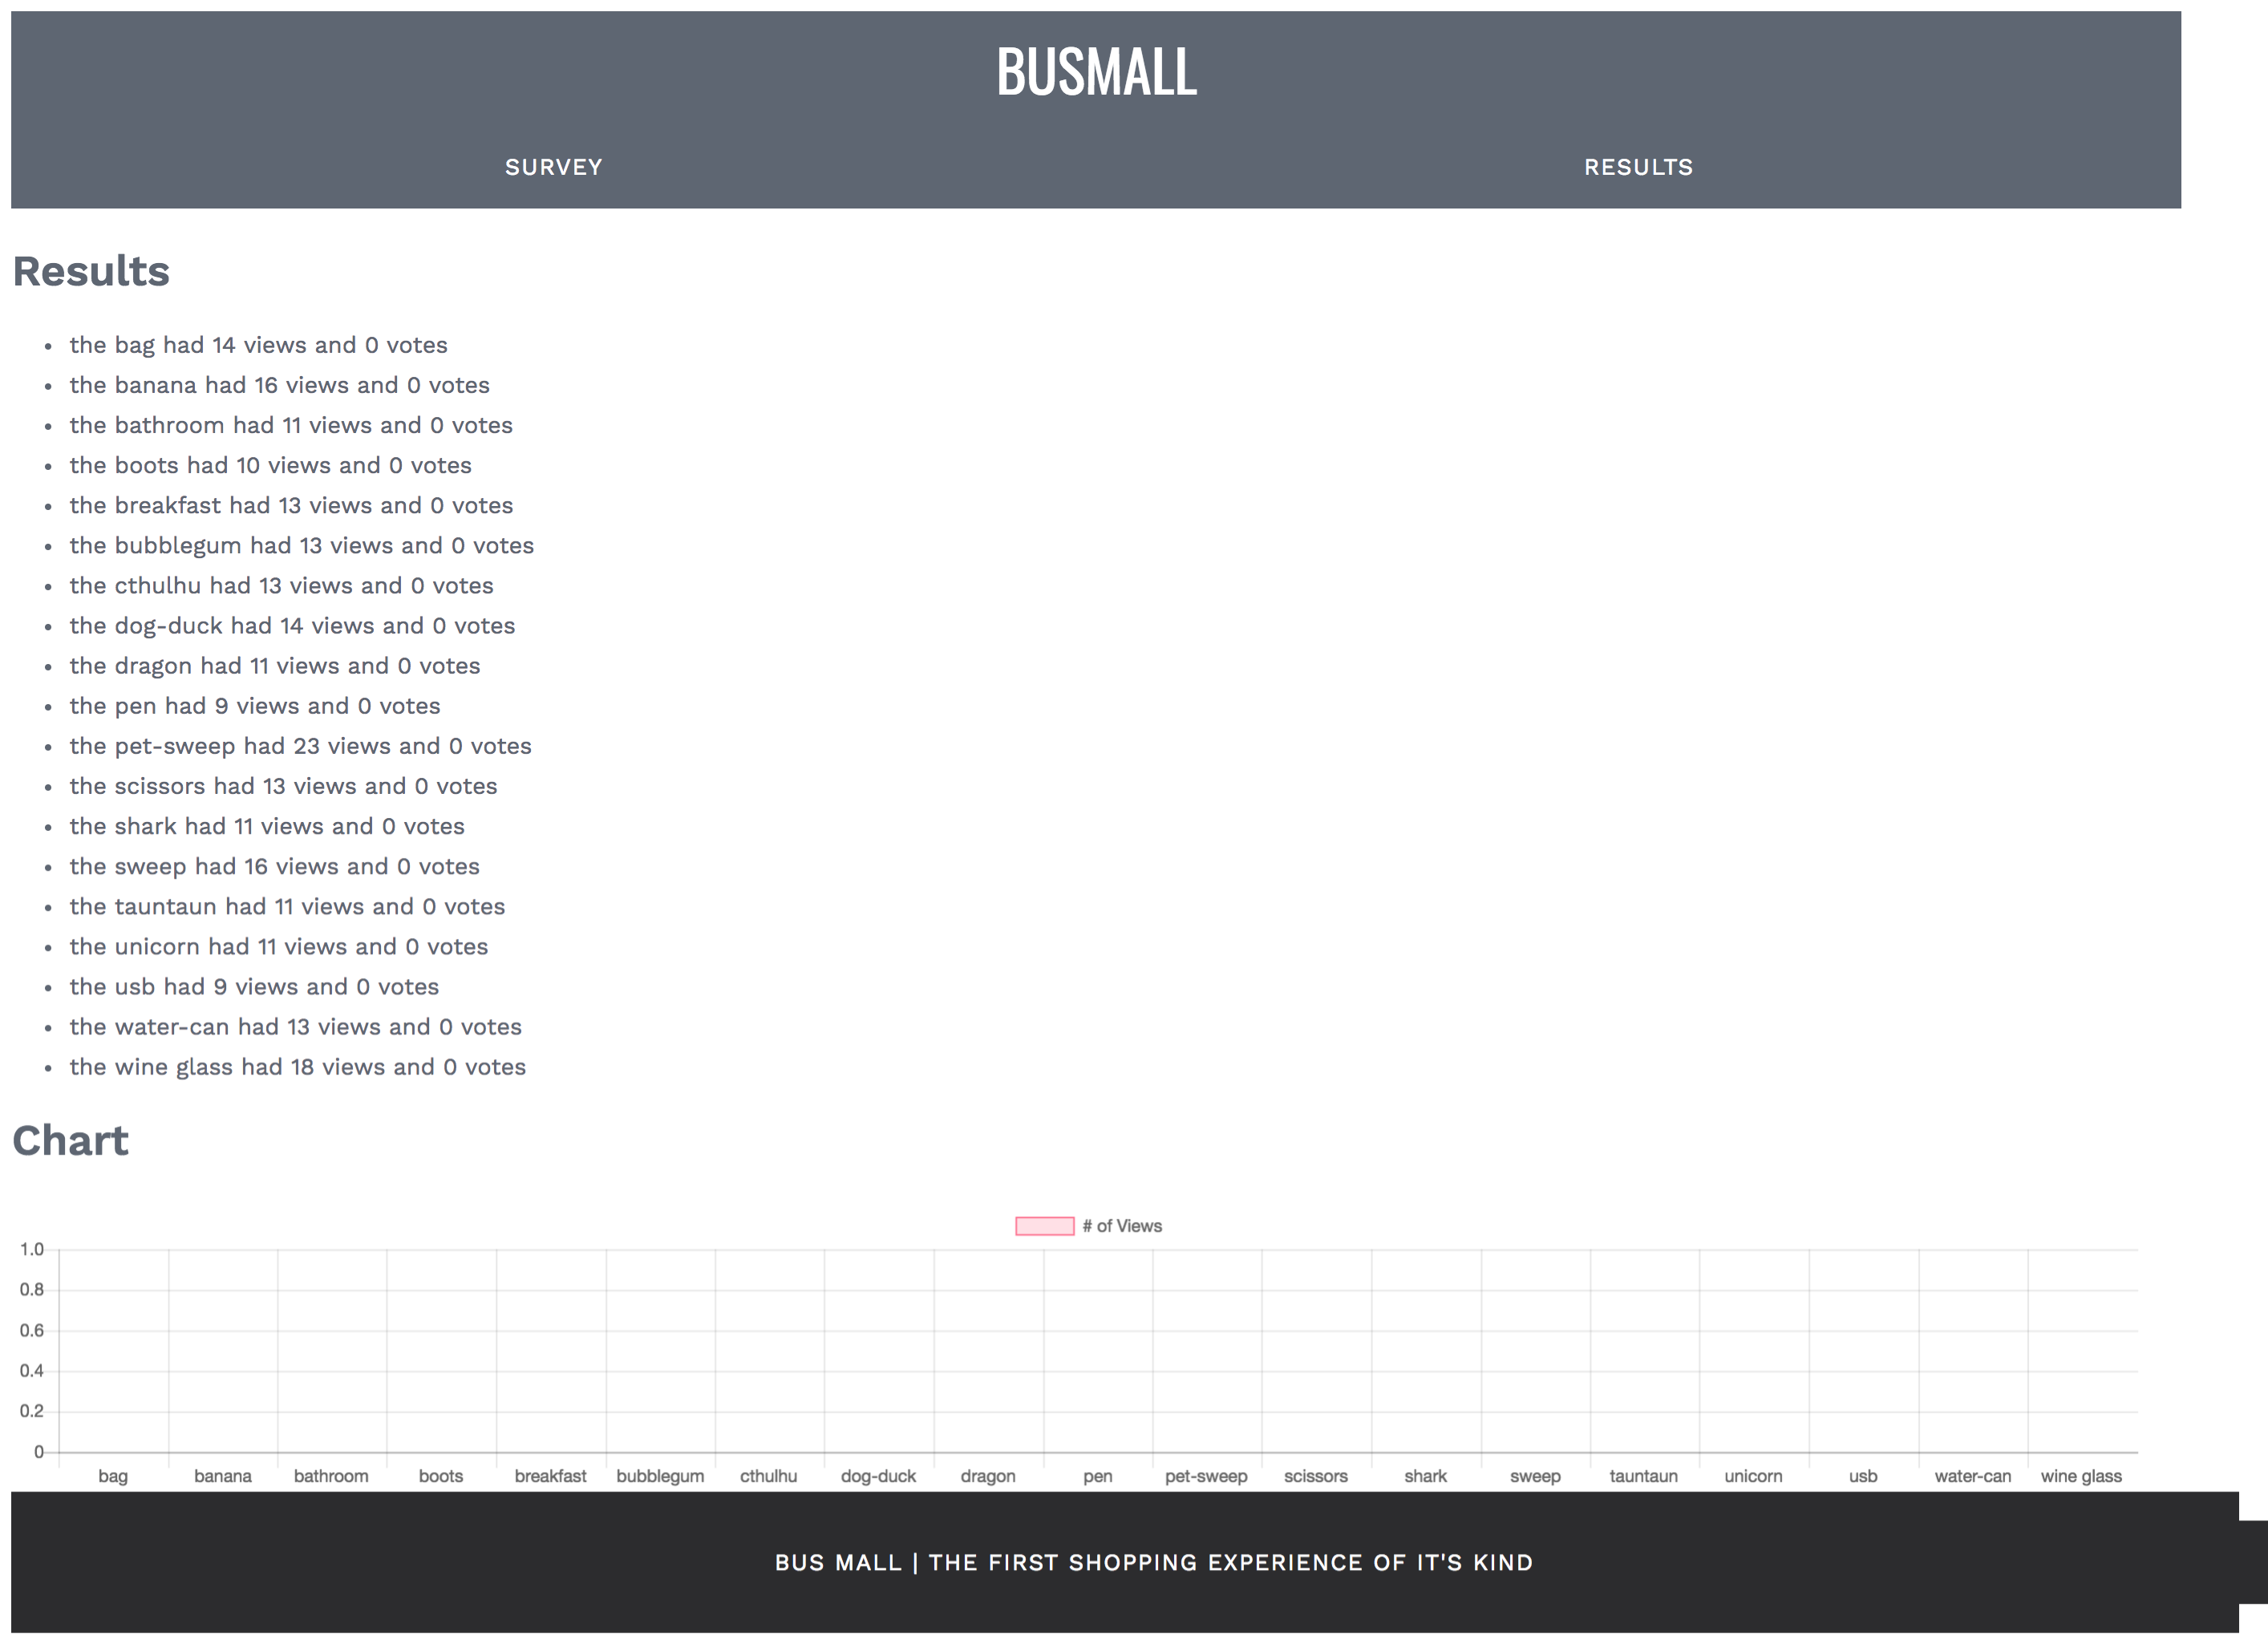 BUSMALL
SURVEY RESULTS
Results
• the bag had 14 views and 0 votes
• the banana had 16 views and 0 votes
• the bathroom had 11 views and 0 votes
• the boots had 10 views and 0 votes
• the breakfast had 13 views and 0 votes
• the bubblegum had 13 views and 0 votes
• the cthulhu had 13 views and 0 votes
• the dog-duck had 14 views and 0 votes
• the dragon had 11 views and 0 votes
• the pen had 9 views and 0 votes
• the pet-sweep had 23 views and 0 votes
• the scissors had 13 views and 0 votes
• the shark had 11 views and 0 votes
• the sweep had 16 views and 0 votes
• the tauntaun had 11 views and 0 votes
• the unicorn had 11 views and 0 votes
• the usb had 9 views and 0 votes
• the water-can had 13 views and 0 votes
• the wine glass had 18 views and 0 votes
Chart
# of Views
1.0
0.8
0.6
0.4
0.2
0
bag banana bathroom boots breakfast bubblegum cthulhu dog-duck dragon pen pet-sweep scissors shark sweep tauntaun unicorn usb water-can wine glass
BUS MALL | THE FIRST SHOPPING EXPERIENCE OF IT'S KIND